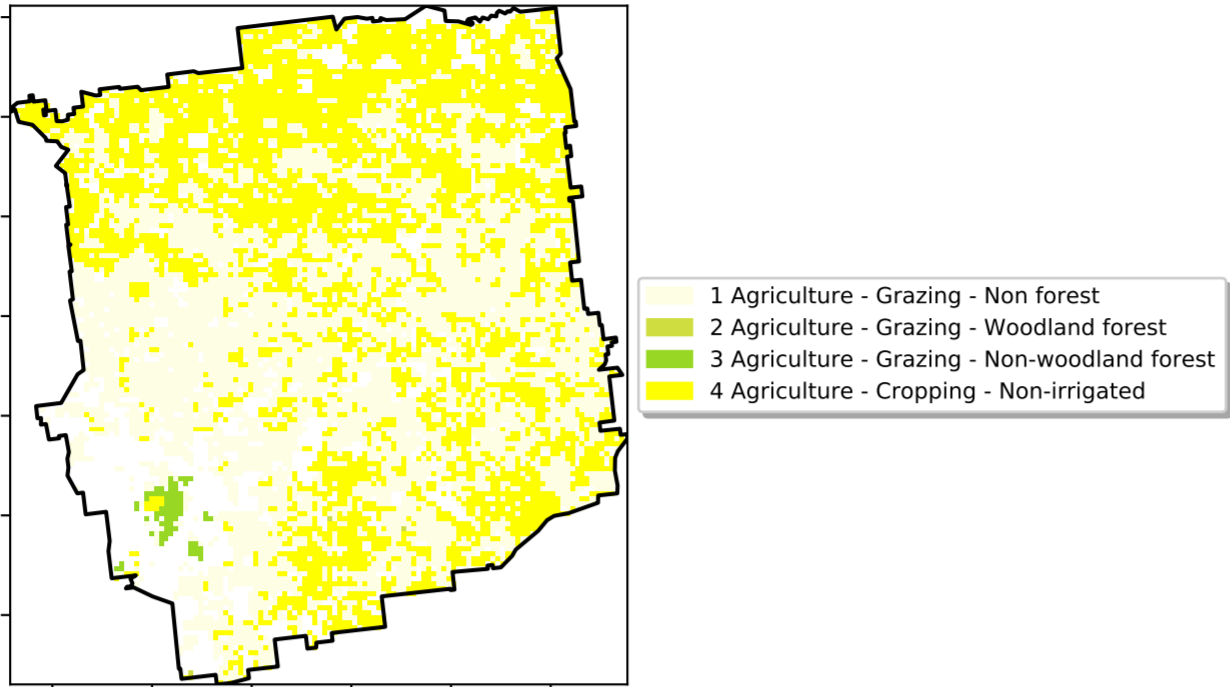 1 Agriculture - Grazing - Non forest
2 Agriculture - Grazing - Woodland forest
3 Agriculture - Grazing - Non-woodland forest
4 Agriculture - Cropping - Non-irrigated